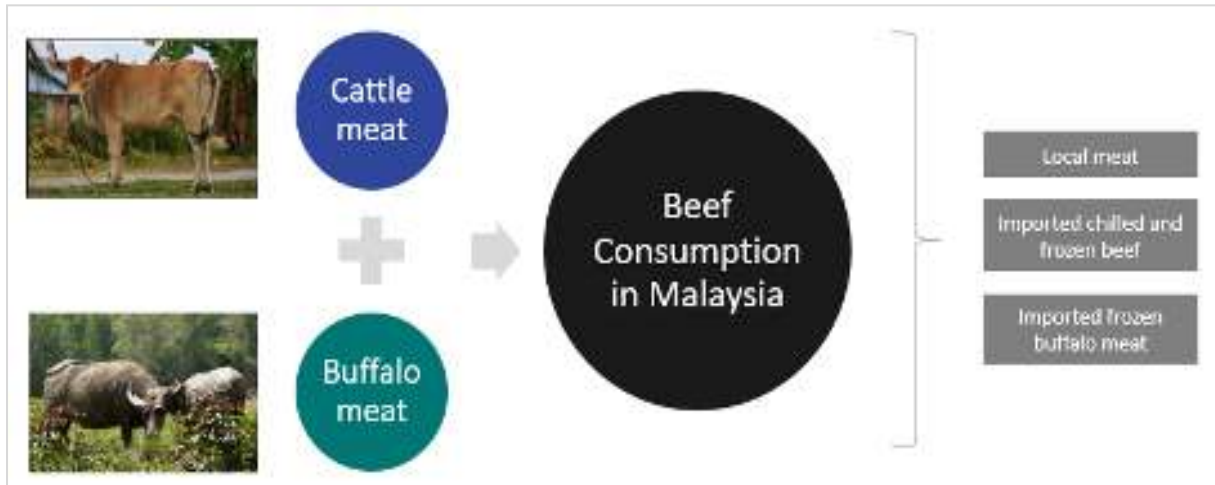 Cattle
meat
Buffalo
meat
Beef
Consumption
in Malaysia
Local meat
Imported chilled and
frozen beef
Imported frozen
buffalo meat